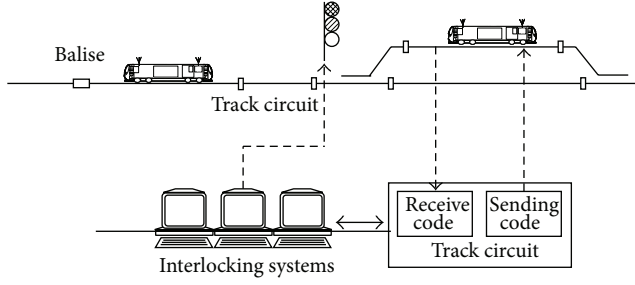 Balise
Track circuit
Receive
code
Sending
code
Track circuit
Interlocking systems